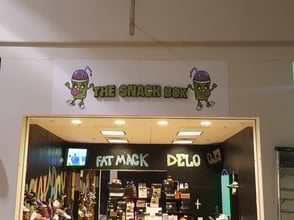 THE SNACK BOX
FAT MACK DELO